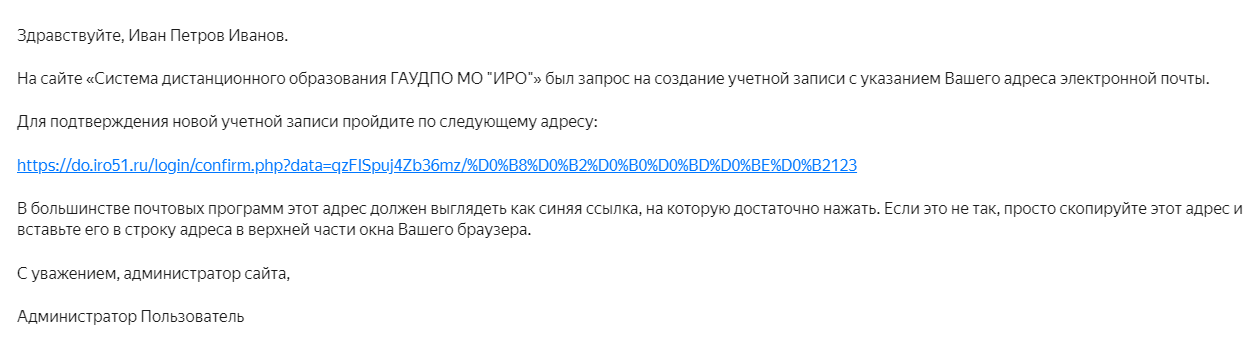 Здравствуйте, Иван Петров Иванов.
На сайте «Система дистанционного образования ГАУДПО МО "ИРО"» был запрос на создание учетной записи с указанием Вашего адреса электронной почты.
Для подтверждения новой учетной записи пройдите по следующему адресу:
https://do.iro51.ru/login/confirm.php?data=qzFISpuj4Zb36mz/%D0%B8%D0%B2%D0%B0%D0%BD%D0%BE%D0%B2123
В большинстве почтовых программ этот адрес должен выглядеть как синяя ссылка, на которую достаточно нажать. Если это не так, просто скопируйте этот адрес и
вставьте его в строку адреса в верхней части окна Вашего браузера.
С уважением, администратор сайта,
Администратор Пользователь